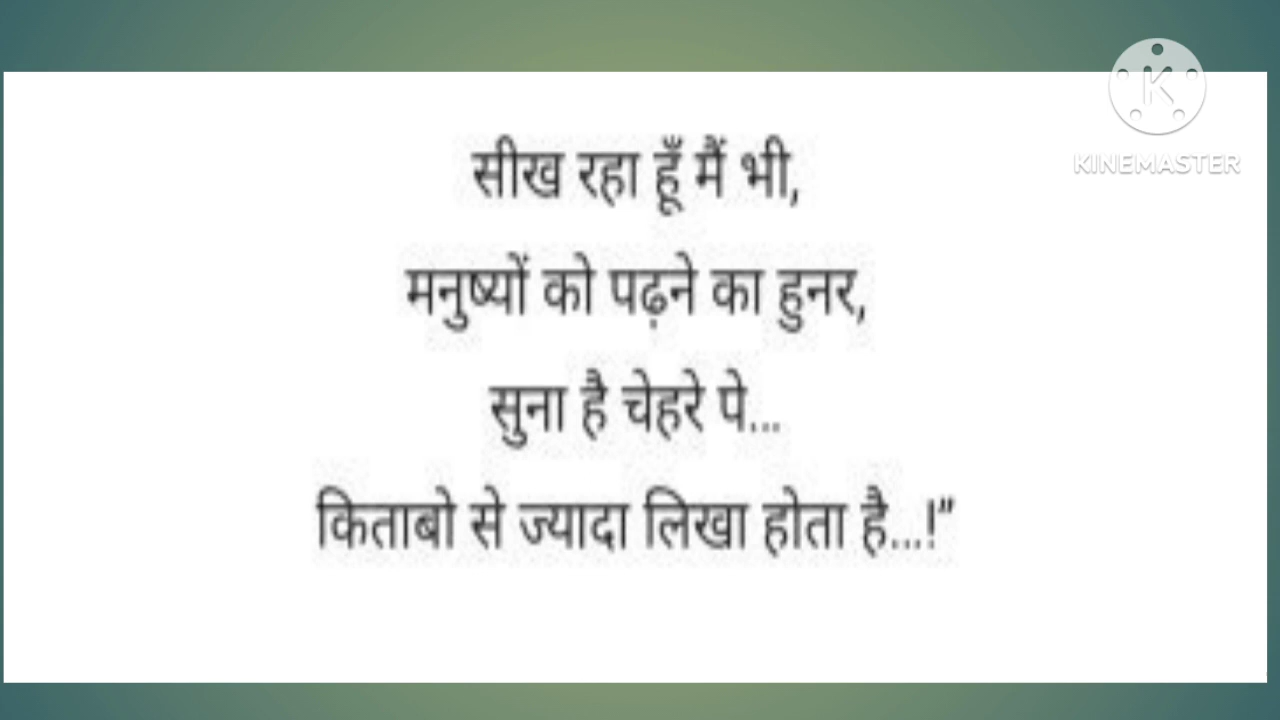 सीख रहा हूँ मैं भी,
मनुष्यों को पढ़ने का हुनर,
सुना है चेहरे पे...
किताबो से ज्यादा लिखा होता है...!”
K
KINEMASTER